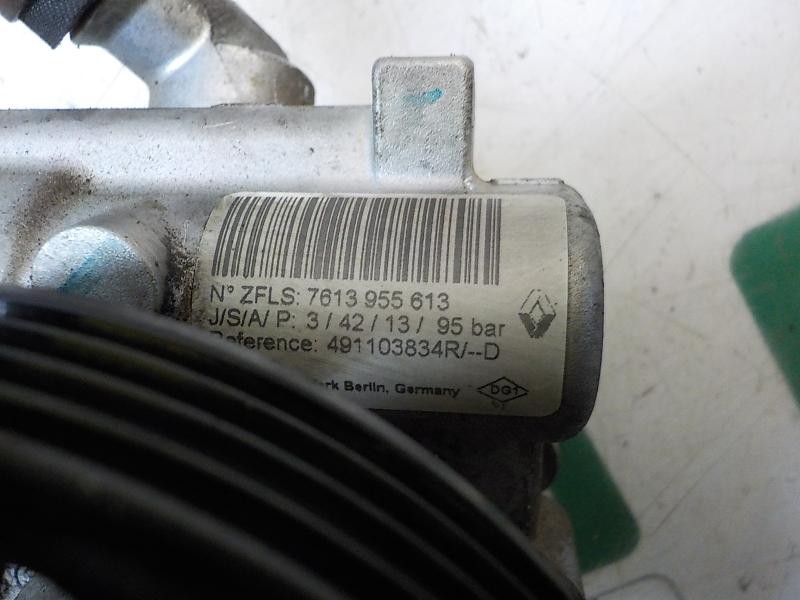 N° ZFLS: 7613 955 613
J/S/A/ P: 3 / 42 / 13 / 95 bar
Reference: 491103834R/--D
Berlin, Germany DG1